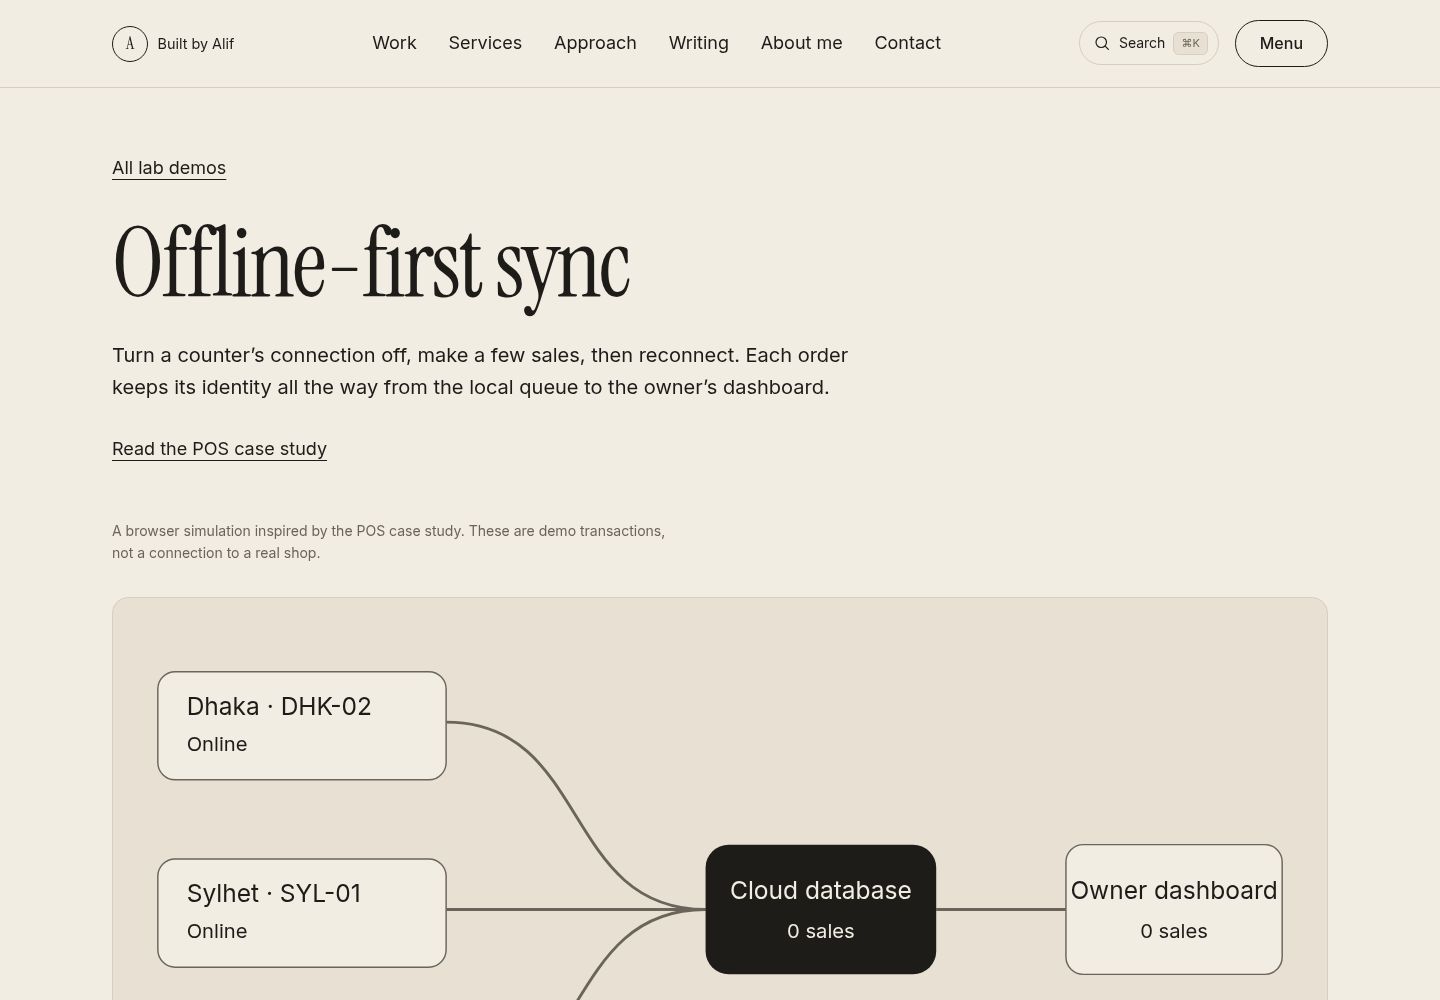 A Built by Alif
Work Services Approach Writing About me Contact
Search ⌘K
Menu
All lab demos
Offline-first sync
Turn a counter’s connection off, make a few sales, then reconnect. Each order
keeps its identity all the way from the local queue to the owner’s dashboard.
Read the POS case study
A browser simulation inspired by the POS case study. These are demo transactions,
not a connection to a real shop.
Dhaka · DHK-02
Online
Sylhet · SYL-01
Online
Cloud database
0 sales
Owner dashboard
0 sales